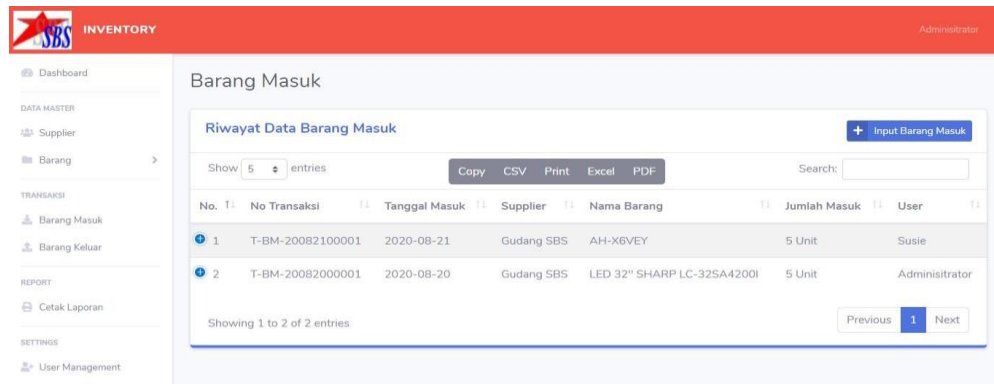 SBS INVENTORY
Adminisitrator
Dashboard
DATA MASTER
Supplier
Barang
TRANSAKSI
Barang Masuk
Barang Keluar
REPORT
Cetak Laporan
SETTINGS
User Management
Barang Masuk
Riwayat Data Barang Masuk
+ Input Barang Masuk
Show 5 entries
Copy CSV Print Excel PDF
Search:
No. No Transaksi Tanggal Masuk Supplier Nama Barang Jumlah Masuk User
1 T-BM-20082100001 2020-08-21 Gudang SBS AH-X6VEY 5 Unit Susie
2 T-BM-20082000001 2020-08-20 Gudang SBS LED 32" SHARP LC-32SA4200I 5 Unit Adminisitrator
Showing 1 to 2 of 2 entries
Previous 1 Next